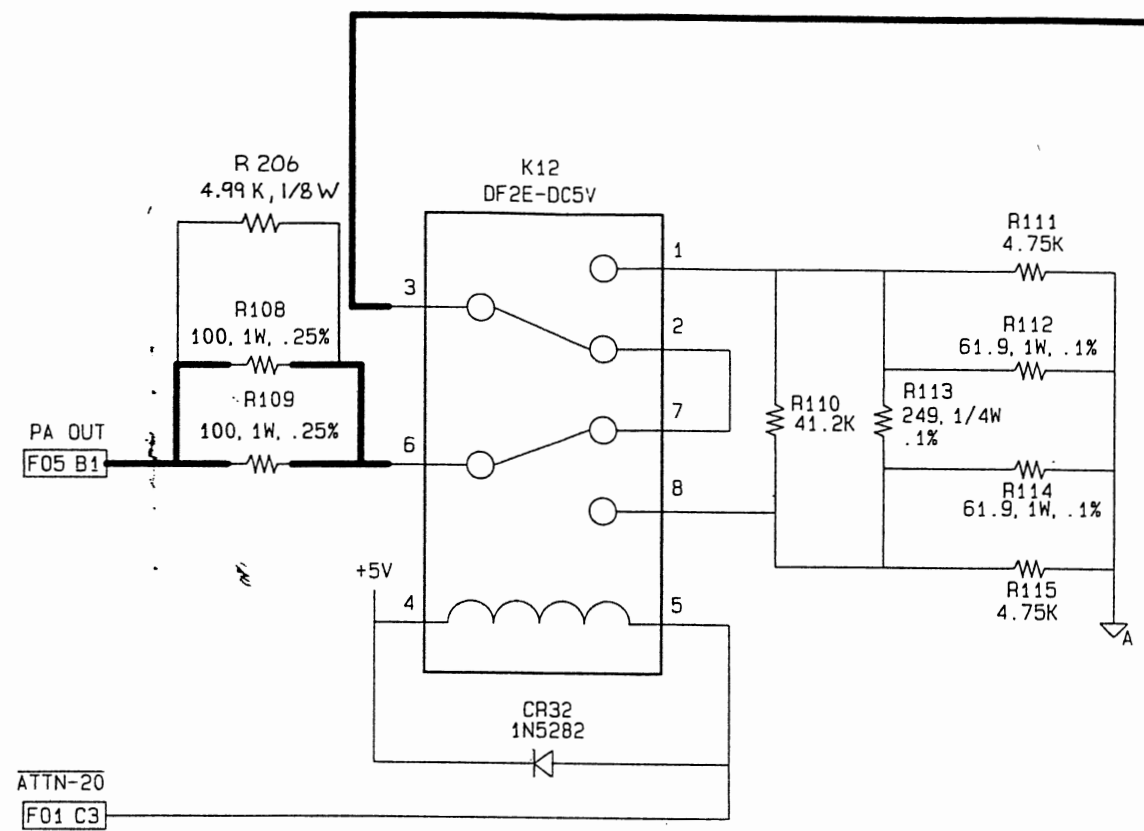 R 206
4.99 K, 1/8 W
K12
DF2E-DC5V
R111
4.75K
1
3
R108
100, 1W, .25%
2
R112
61.9, 1W, .1%
R109
100, 1W, .25%
R110
41.2K
R113
249, 1/4W
.1%
7
PA OUT
F05 B1
6
8
R114
61.9, 1W, .1%
+5V
4
5
R115
4.75K
A
CR32
1N5282
ATTN-20
F01 C3